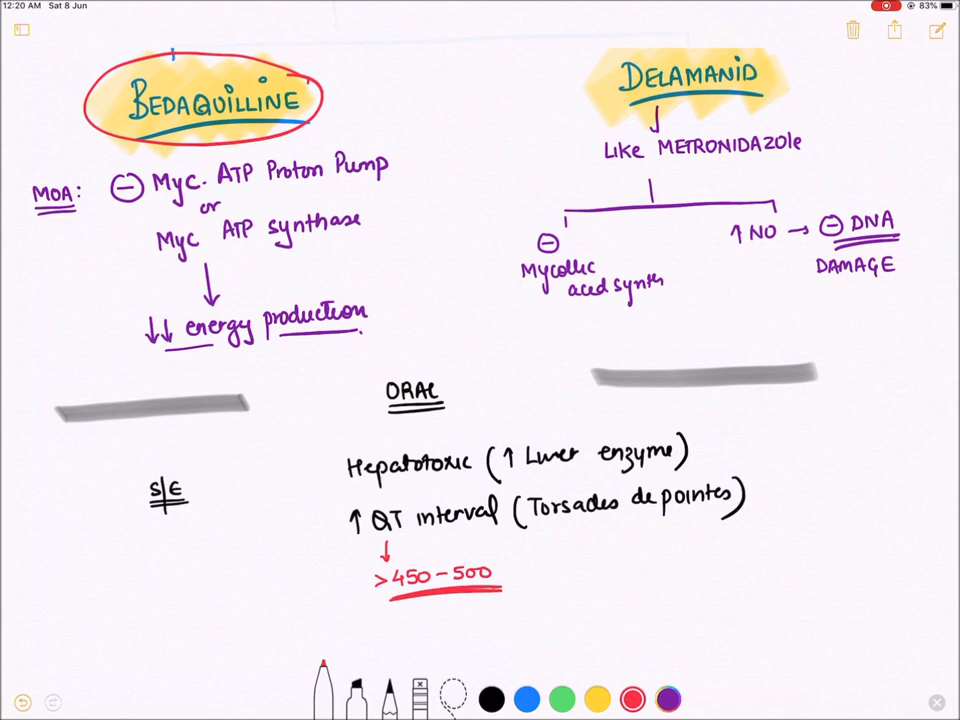 12:20 AM Sat 8 Jun
83%
BEDAQUILLINE
MOA: ⊖ Myc. ATP Proton Pump
or
Myc ATP synthase
↓
↓↓ energy production
DELAMANID
↓
Like METRONIDAZOle
⊖
Mycollic
acid synth
↑ NO → ⊖ DNA
DAMAGE
ORAL
S/E
Hepatotoxic (↑ Liver enzyme)
↑ QT interval (Torsades de pointes)
↓
>450-500